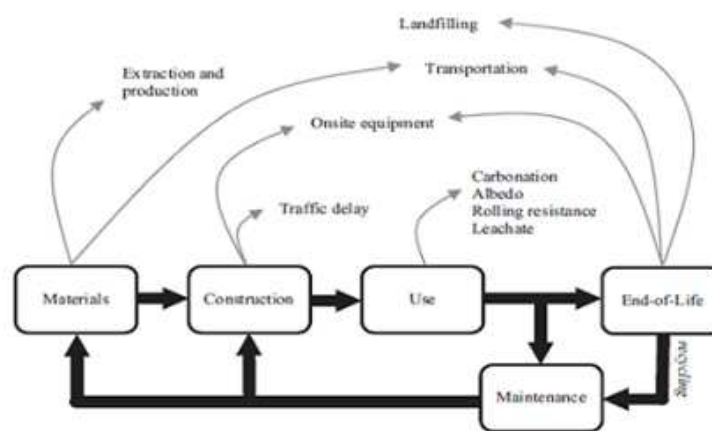 Landfilling
Extraction and
production
Transportation
Onsite equipment
Carbonation
Albedo
Rolling resistance
Leachate
Traffic delay
Materials
Construction
Use
End-of-Life
recycling
Maintenance